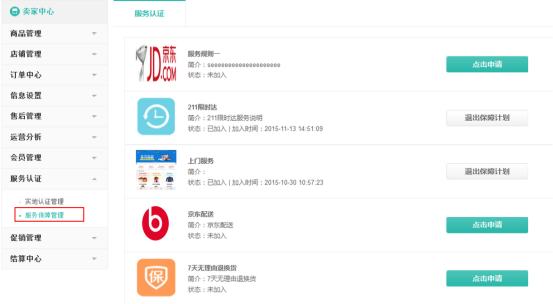 卖家中心
服务认证
商品管理
店铺管理
订单中心
信息设置
售后管理
运营分析
会员管理
服务认证
实地认证管理
服务保障管理
促销管理
结算中心
京东
JD.COM
服务规则一
状态：未加入
点击申请
211限时达
简介：211限时达服务说明
状态：已加入 | 加入时间：2015-11-13 14:51:09
退出保障计划
上门服务
简介：
状态：已加入 | 加入时间：2015-10-30 10:57:23
退出保障计划
京东配送
简介：京东配送
状态：未加入
点击申请
保
7天无理由退换货
简介：7天无理由退换货
状态：未加入
点击申请